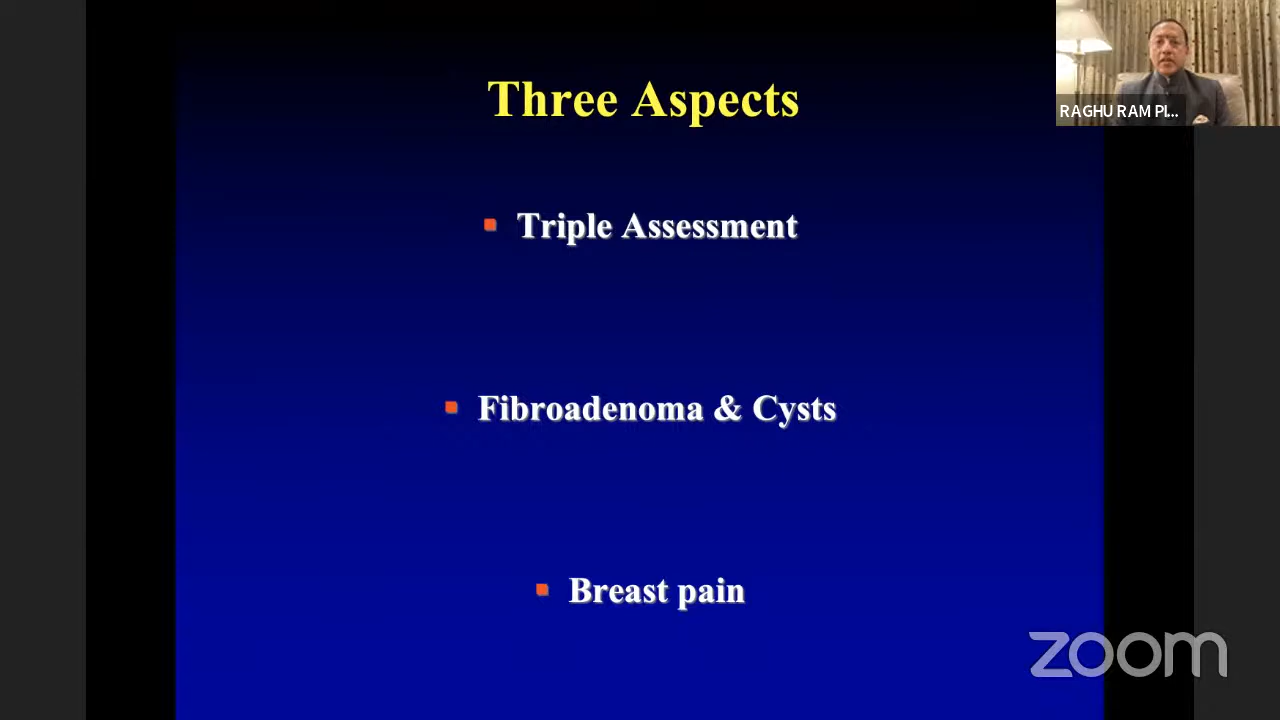 Three Aspects
RAGHU RAM PI...
Triple Assessment
Fibroadenoma & Cysts
Breast pain
zoom